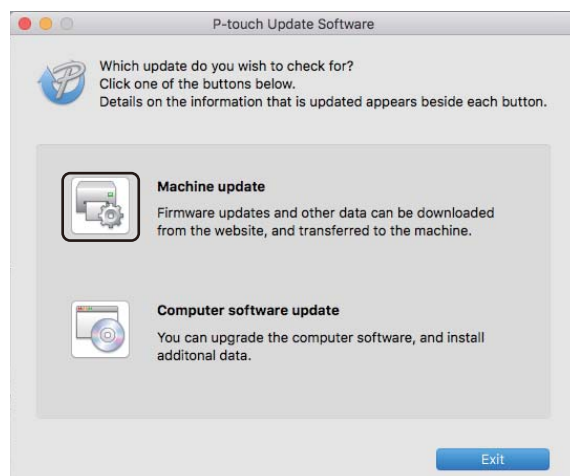 P-touch Update Software
Which update do you wish to check for?
Click one of the buttons below.
Details on the information that is updated appears beside each button.
Machine update
Firmware updates and other data can be downloaded
from the website, and transferred to the machine.
Computer software update
You can upgrade the computer software, and install
additonal data.
Exit